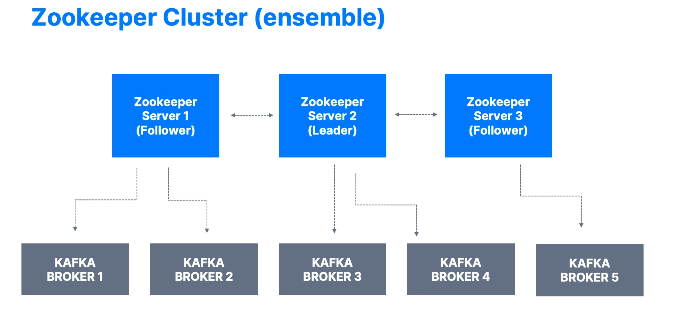 Zookeeper Cluster (ensemble)
Zookeeper
Server 1
(Follower)
Zookeeper
Server 2
(Leader)
Zookeeper
Server 3
(Follower)
KAFKA
BROKER 1
KAFKA
BROKER 2
KAFKA
BROKER 3
KAFKA
BROKER 4
KAFKA
BROKER 5